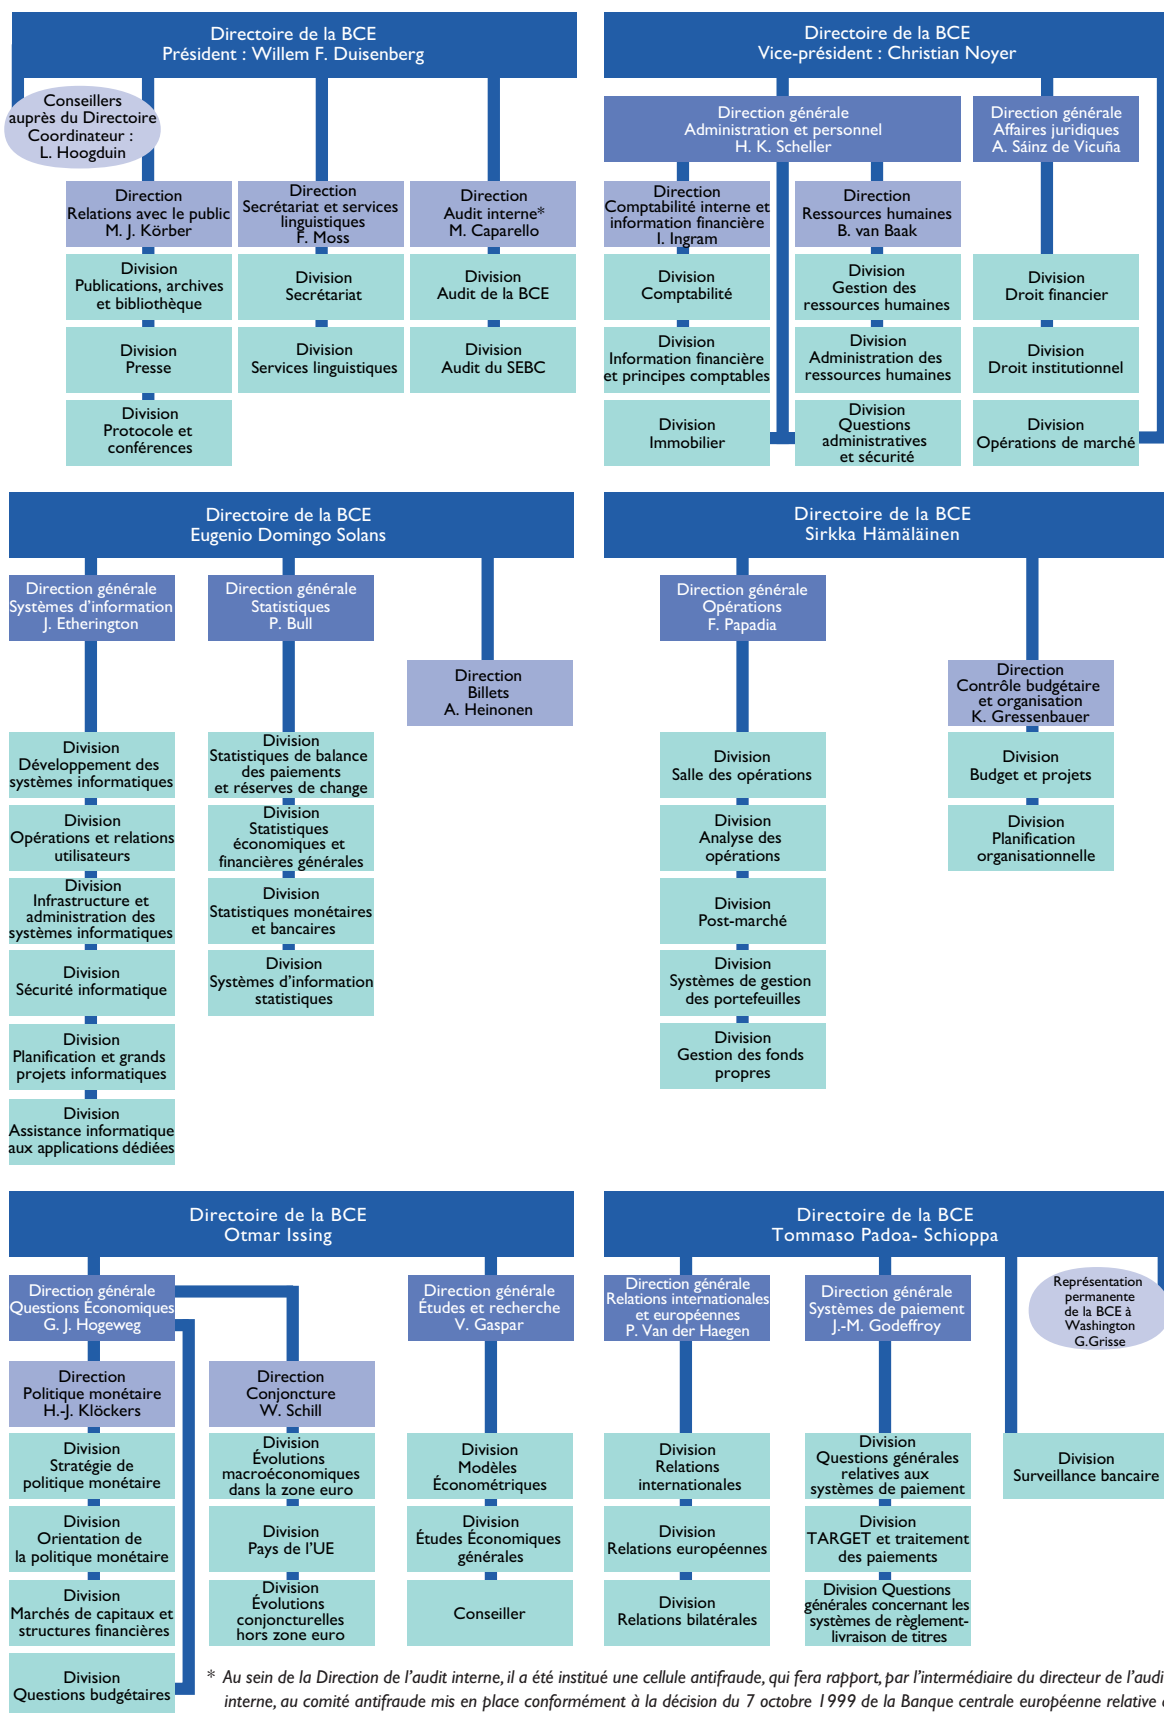 Directoire de la BCE
Président : Willem F. Duisenberg
Conseillers
auprès du Directoire
Coordinateur :
L. Hoogduin
Direction
Relations avec le public
M. J. Körber
Division
Publications, archives
et bibliothèque
Division
Presse
Division
Protocole et
conférences
Direction
Secrétariat et services
linguistiques
F. Moss
Division
Secrétariat
Division
Services linguistiques
Direction
Audit interne*
M. Caparello
Division
Audit de la BCE
Division
Audit du SEBC
Directoire de la BCE
Vice-président : Christian Noyer
Direction générale
Administration et personnel
H. K. Scheller
Direction
Comptabilité interne et
information financière
I. Ingram
Division
Comptabilité
Division
Information financière
et principes comptables
Division
Immobilier
Direction
Ressources humaines
B. van Baak
Division
Gestion des
ressources humaines
Division
Administration des
ressources humaines
Division
Questions
administratives
et sécurité
Direction générale
Affaires juridiques
A. Sáinz de Vicuña
Division
Droit financier
Division
Droit institutionnel
Division
Opérations de marché
Directoire de la BCE
Eugenio Domingo Solans
Direction générale
Systèmes d'information
J. Etherington
Division
Développement des
systèmes informatiques
Division
Opérations et relations
utilisateurs
Division
Infrastructure et
administration des
systèmes informatiques
Division
Sécurité informatique
Division
Planification et grands
projets informatiques
Division
Assistance informatique
aux applications dédiées
Direction générale
Statistiques
P. Bull
Division
Statistiques de balance
des paiements
et réserves de change
Division
Statistiques
économiques et
financières générales
Division
Statistiques monétaires
et bancaires
Division
Systèmes d'information
statistiques
Direction
Billets
A. Heinonen
Directoire de la BCE
Sirkka Hämäläinen
Direction générale
Opérations
F. Papadia
Division
Salle des opérations
Division
Analyse des
opérations
Division
Post-marché
Division
Systèmes de gestion
des portefeuilles
Division
Gestion des fonds
propres
Direction
Contrôle budgétaire
et organisation
K. Gressenbauer
Division
Budget et projets
Division
Planification
organisationnelle
Directoire de la BCE
Otmar Issing
Direction générale
Questions Économiques
G. J. Hogeweg
Direction
Politique monétaire
H.-J. Klöckers
Division
Stratégie de
politique monétaire
Division
Orientation de
la politique monétaire
Division
Marchés de capitaux et
structures financières
Division
Questions budgétaires
Direction
Conjoncture
W. Schill
Division
Évolutions
macroéconomiques
dans la zone euro
Division
Pays de l'UE
Division
Évolutions
conjoncturelles
hors zone euro
Direction générale
Études et recherche
V. Gaspar
Division
Modèles
Économétriques
Division
Études Économiques
générales
Conseiller
Directoire de la BCE
Tommaso Padoa- Schioppa
Direction générale
Relations internationales
et européennes
P. Van der Haegen
Division
Relations
internationales
Division
Relations européennes
Division
Relations bilatérales
Direction générale
Systèmes de paiement
J.-M. Godeffroy
Division
Questions générales
relatives aux
systèmes de paiement
Division
TARGET et traitement
des paiements
Division Questions
générales concernant les
systèmes de règlement-
livraison de titres
Division
Surveillance bancaire
Représentation
permanente
de la BCE à
Washington
G.Grisse
* Au sein de la Direction de l'audit interne, il a été institué une cellule antifraude, qui fera rapport, par l'intermédiaire du directeur de l'audi
interne, au comité antifraude mis en place conformément à la décision du 7 octobre 1999 de la Banque centrale européenne relative